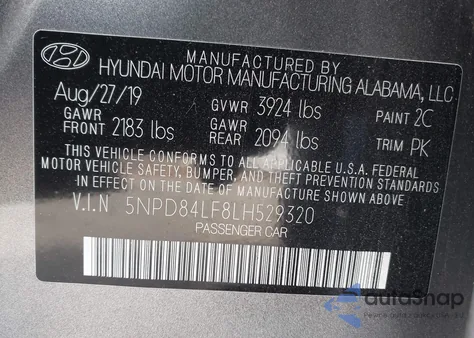 MANUFACTURED BY
HYUNDAI MOTOR MANUFACTURING ALABAMA, LLC
Aug/27/19 GVWR 3924 lbs PAINT 2C
GAWR FRONT 2183 lbs GAWR REAR 2094 lbs TRIM PK
THIS VEHICLE CONFORMS TO ALL APPLICABLE U.S.A. FEDERAL
MOTOR VEHICLE SAFETY, BUMPER, AND THEFT PREVENTION STANDARDS
IN EFFECT ON THE DATE OF MANUFACTURE SHOWN ABOVE.
V.I.N 5NPD84LF8LH529320
PASSENGER CAR
autoSnap